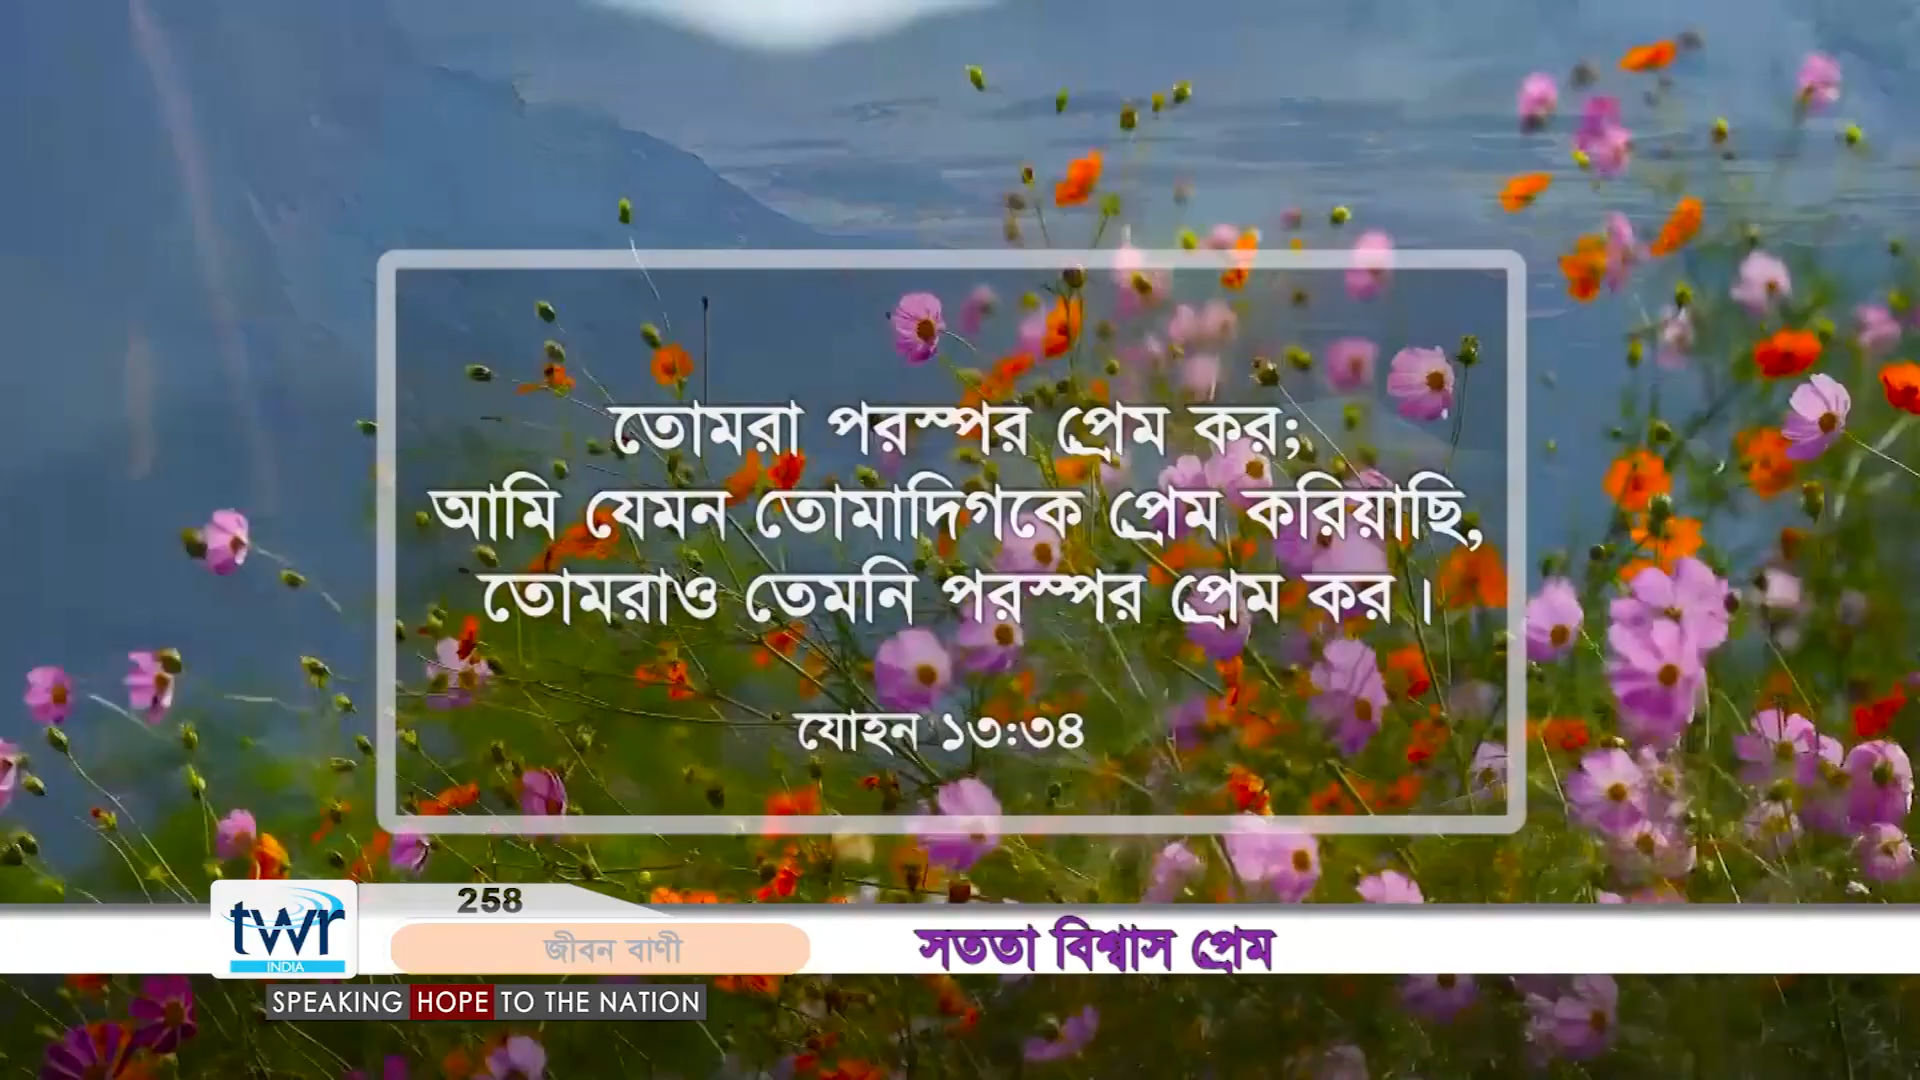 তোমরা পরস্পর প্রেম কর;
আমি যেমন তোমাদিগকে প্রেম করিয়াছি,
তোমরাও তেমনি পরস্পর প্রেম কর ।
যোহন ১৩:৩৪
258
twr
INDIA
জীবন বাণী
সততা বিশ্বাস প্রেম
SPEAKING HOPE TO THE NATION